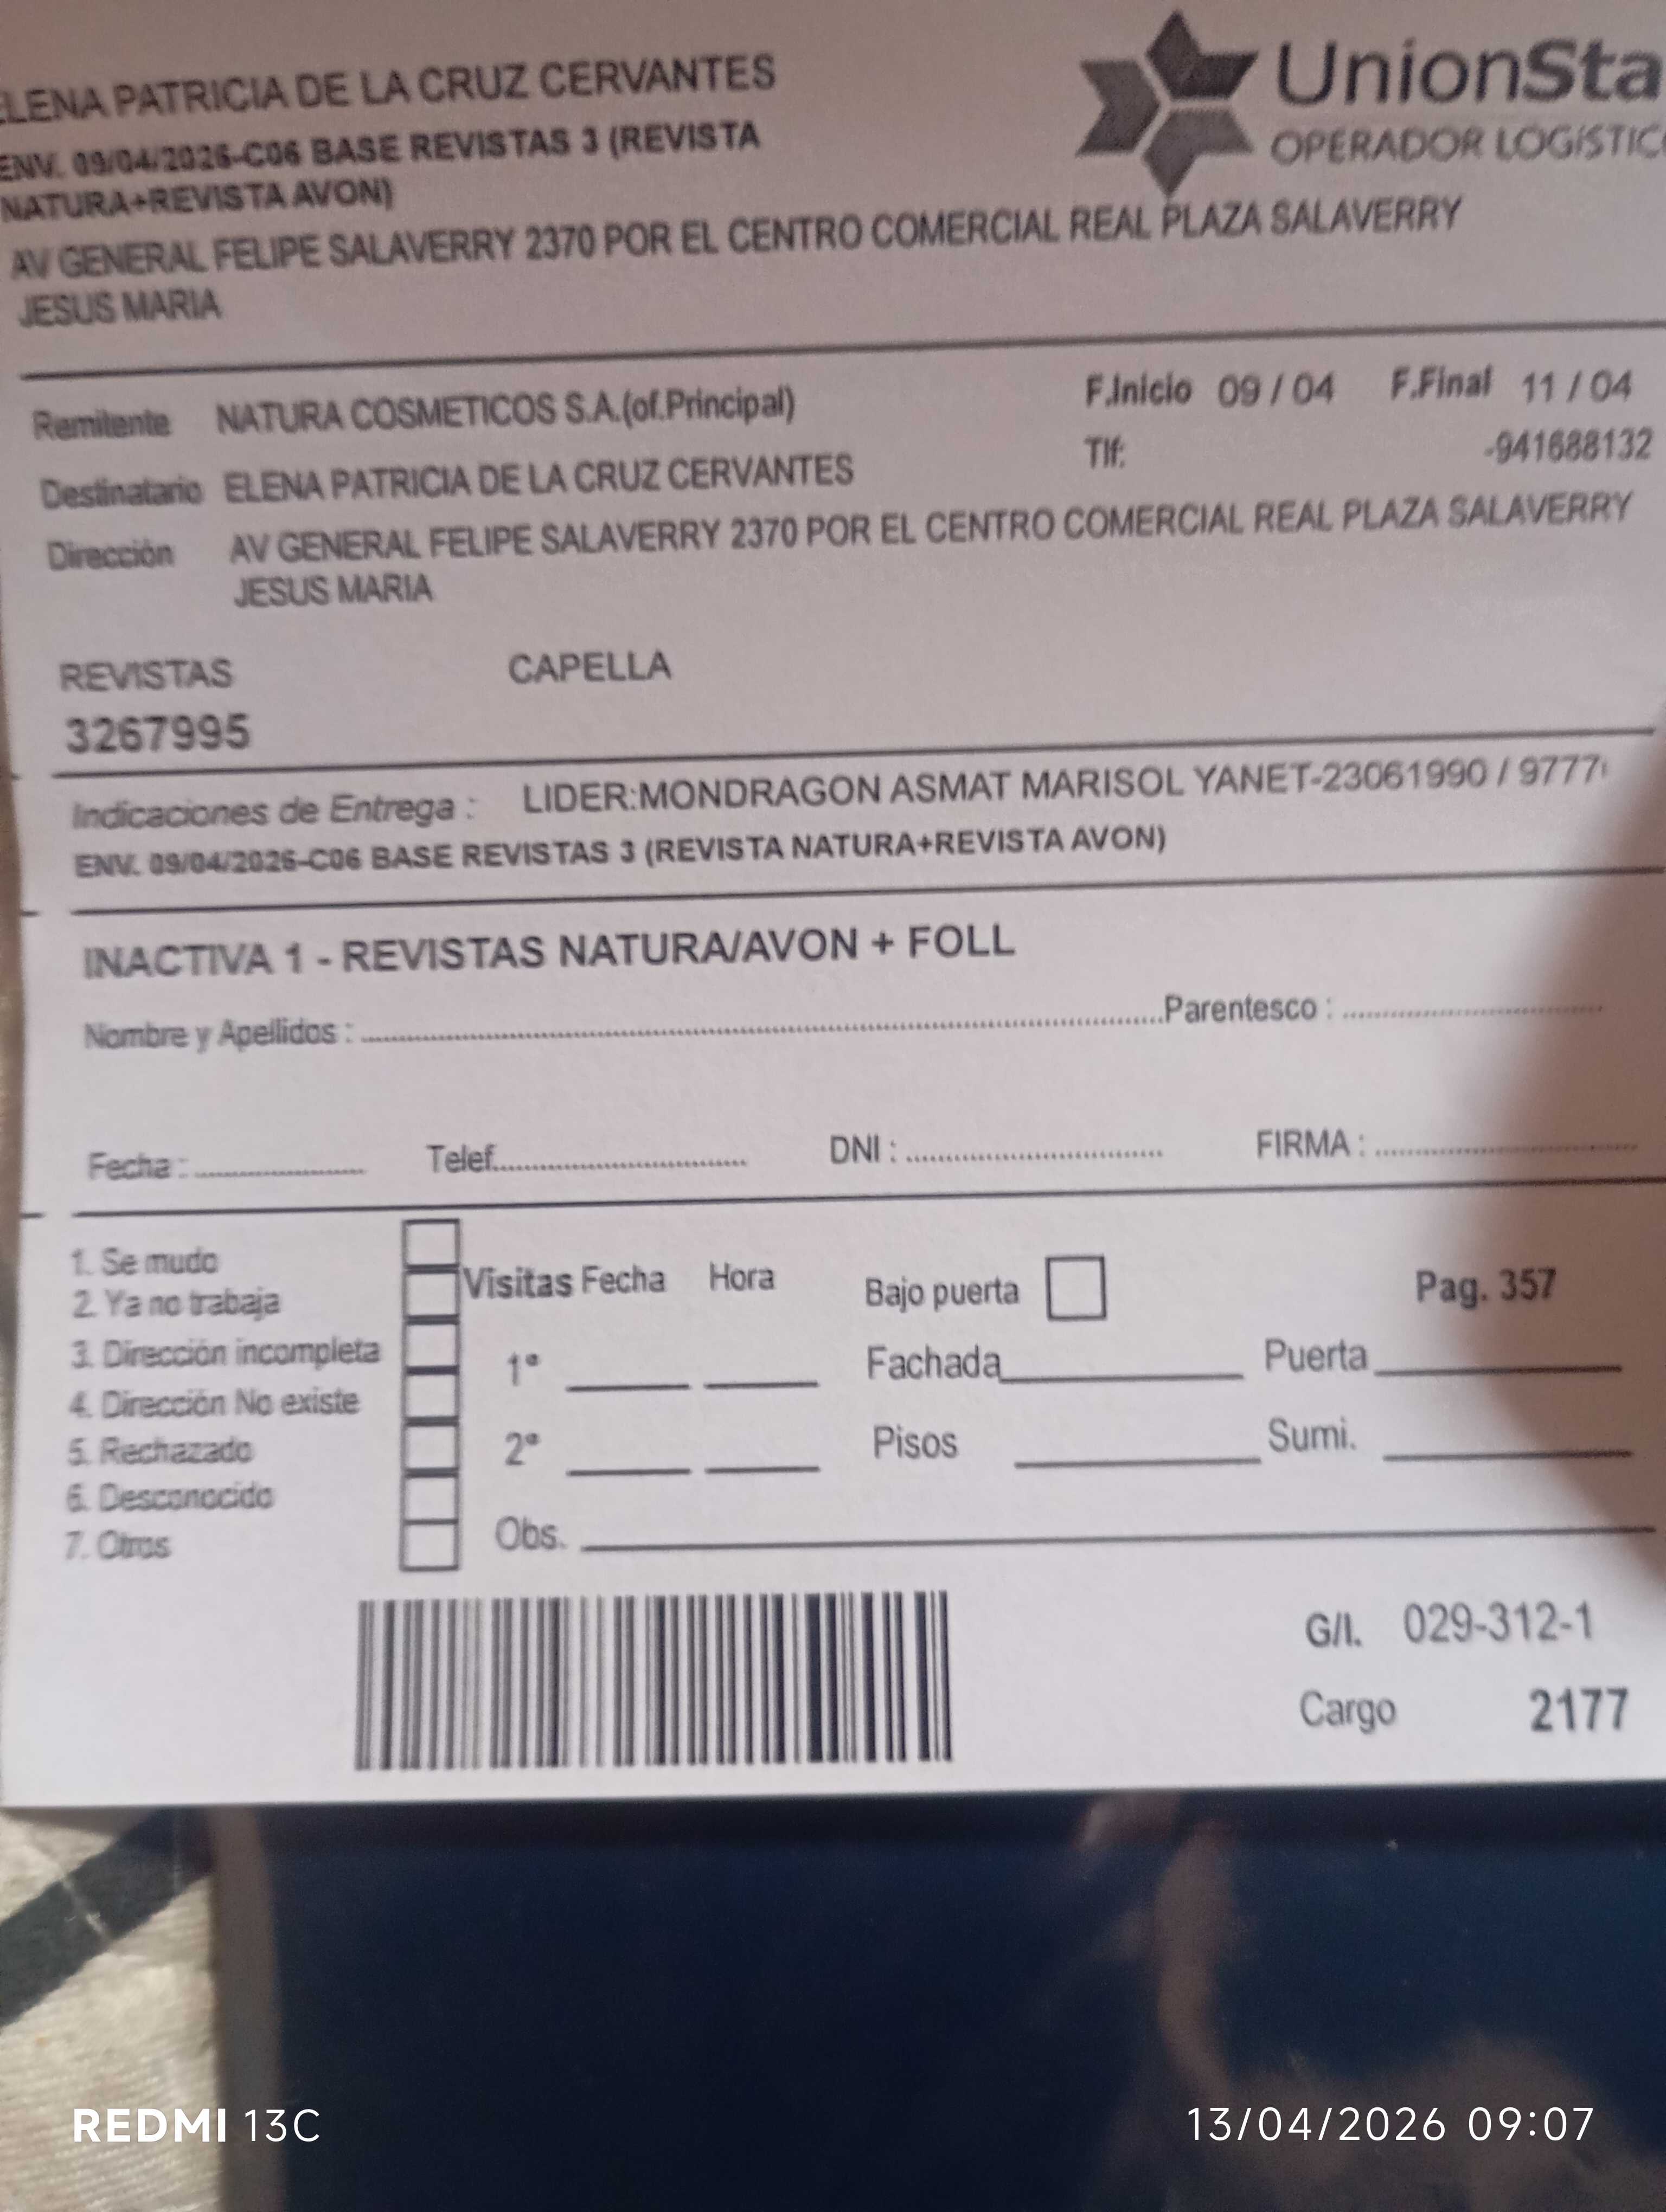 ELENA PATRICIA DE LA CRUZ CERVANTES
ENV. 09/04/2026-C06 BASE REVISTAS 3 (REVISTA
NATURA+REVISTA AVON)
UnionSta
OPERADOR LOGÍSTICO
AV GENERAL FELIPE SALAVERRY 2370 POR EL CENTRO COMERCIAL REAL PLAZA SALAVERRY
JESUS MARIA
Remitente NATURA COSMETICOS S.A.(of.Principal) F.Inicio 09 / 04 F.Final 11 / 04
Tlf: -941688132
Destinatario ELENA PATRICIA DE LA CRUZ CERVANTES
Dirección AV GENERAL FELIPE SALAVERRY 2370 POR EL CENTRO COMERCIAL REAL PLAZA SALAVERRY
JESUS MARIA
REVISTAS CAPELLA
3267995
Indicaciones de Entrega : LIDER:MONDRAGON ASMAT MARISOL YANET-23061990 / 9777
ENV. 09/04/2026-C06 BASE REVISTAS 3 (REVISTA NATURA+REVISTA AVON)
INACTIVA 1 - REVISTAS NATURA/AVON + FOLL
Nombre y Apellidos : Parentesco :
Fecha : Telef. DNI : FIRMA :
1. Se mudo
2. Ya no trabaja
3. Dirección incompleta
4. Dirección No existe
5. Rechazado
6. Desconocido
7. Otros
Visitas Fecha Hora Bajo puerta Pag. 357
1ª Fachada Puerta
2ª Pisos Sumi.
Obs.
G/I. 029-312-1
Cargo 2177
REDMI 13C 13/04/2026 09:07